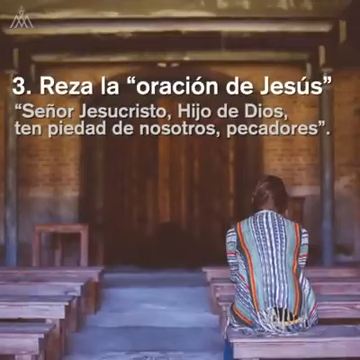 3. Reza la “oración de Jesús”
“Señor Jesucristo, Hijo de Dios,
ten piedad de nosotros, pecadores”.